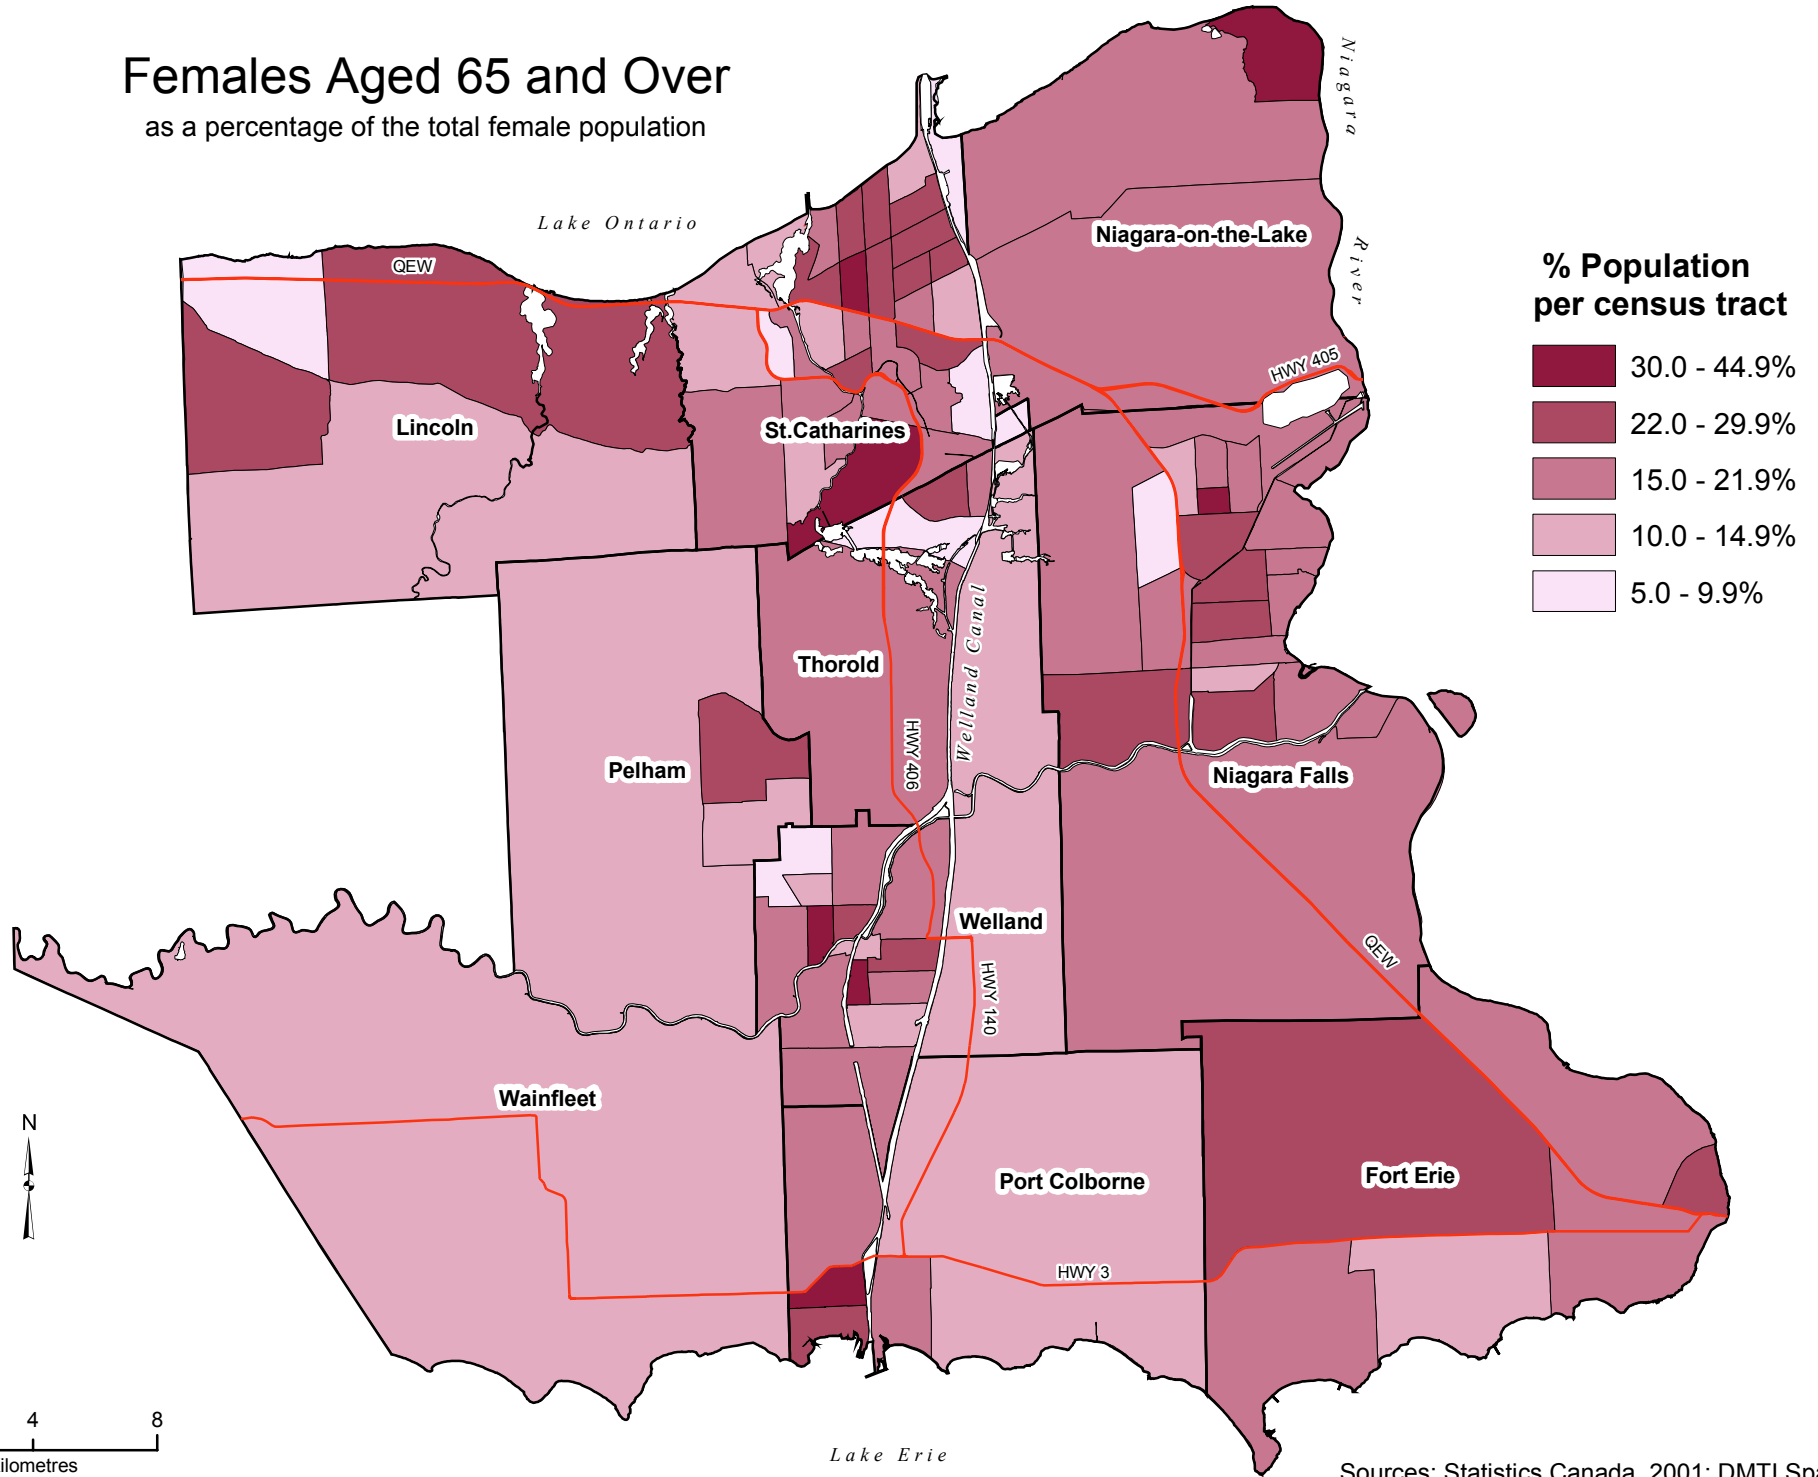 Females Aged 65 and Over
as a percentage of the total female population
Niagara
River
Lake Ontario
QEW
Niagara-on-the-Lake
% Population
per census tract
30.0 - 44.9%
22.0 - 29.9%
15.0 - 21.9%
10.0 - 14.9%
5.0 - 9.9%
HWY 405
Lincoln
St.Catharines
Thorold
Welland Canal
HWY 406
Pelham
Niagara Falls
Welland
QEW
HWY 140
Wainfleet
N
Port Colborne
Fort Erie
HWY 3
4 8
Lake Erie
Sources: Statistics Canada, 2001; DMTI